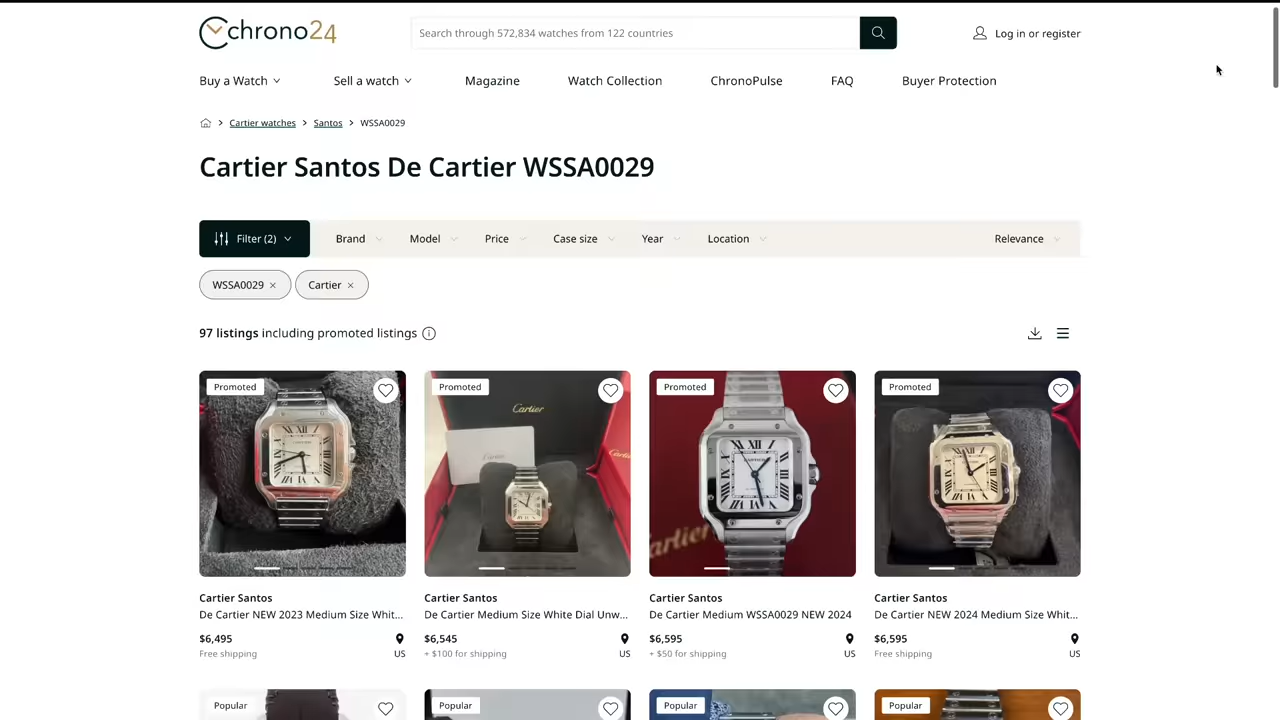 chrono24
Search through 572,834 watches from 122 countries
Log in or register
Buy a Watch
Sell a watch
Magazine
Watch Collection
ChronoPulse
FAQ
Buyer Protection
Cartier watches > Santos > WSSA0029
Cartier Santos De Cartier WSSA0029
Filter (2)
Brand
Model
Price
Case size
Year
Location
Relevance
WSSA0029 ×
Cartier ×
97 listings including promoted listings
Promoted
Promoted
Promoted
Promoted
Cartier
Cartier Santos
De Cartier NEW 2023 Medium Size Whit...
$6,495
Free shipping
US
Cartier Santos
De Cartier Medium Size White Dial Unw...
$6,545
+ $100 for shipping
US
Cartier Santos
De Cartier Medium WSSA0029 NEW 2024
$6,595
+ $50 for shipping
US
Cartier Santos
De Cartier NEW 2024 Medium Size Whit...
$6,595
Free shipping
US
Popular
Popular
Popular
Popular